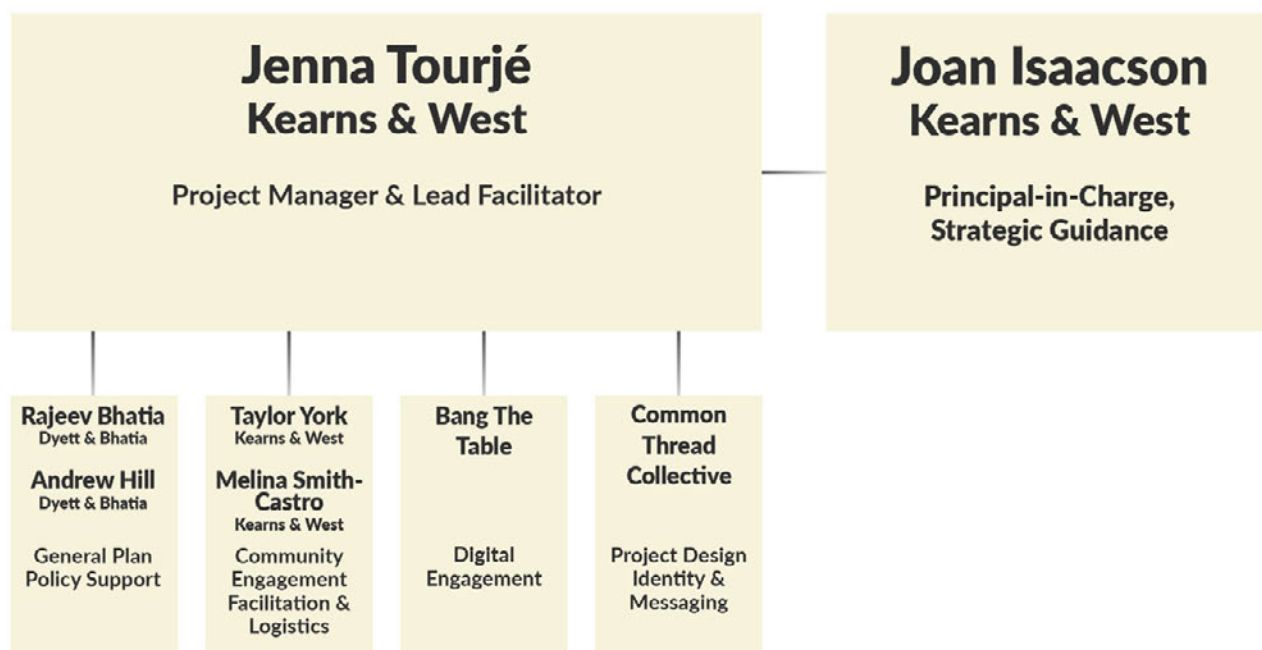 Jenna Tourjé
Kearns & West
Project Manager & Lead Facilitator
Joan Isaacson
Kearns & West
Principal-in-Charge,
Strategic Guidance
Rajeev Bhatia
Dyett & Bhatia
Andrew Hill
Dyett & Bhatia
General Plan
Policy Support
Taylor York
Kearns & West
Melina Smith-
Castro
Kearns & West
Community
Engagement
Facilitation &
Logistics
Bang The
Table
Digital
Engagement
Common
Thread
Collective
Project Design
Identity &
Messaging